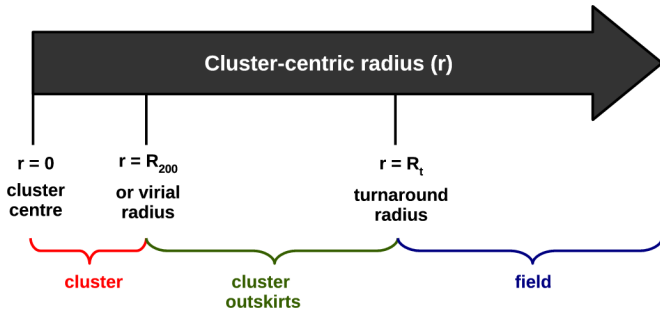 Cluster-centric radius (r)
r = 0
cluster
centre
r = R200
or virial
radius
r = Rt
turnaround
radius
cluster
cluster
outskirts
field